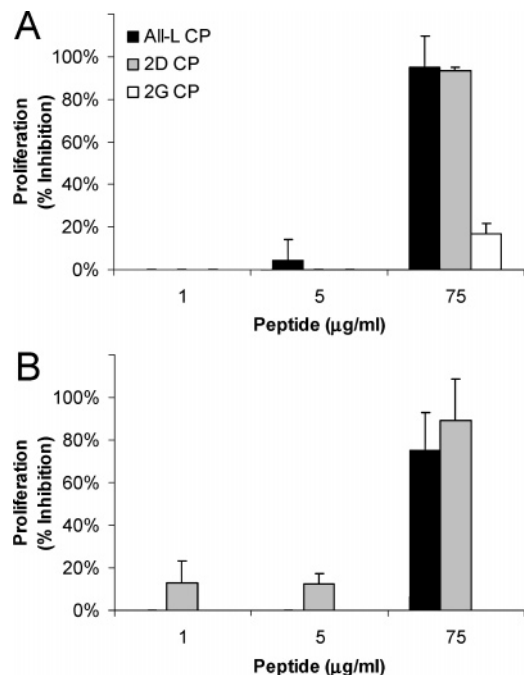 A
All-L CP
2D CP
2G CP
100%
80%
60%
40%
20%
0%
Proliferation
(% Inhibition)
1 5 75
Peptide (μg/ml)
B
100%
80%
60%
40%
20%
0%
Proliferation
(% Inhibition)
1 5 75
Peptide (μg/ml)